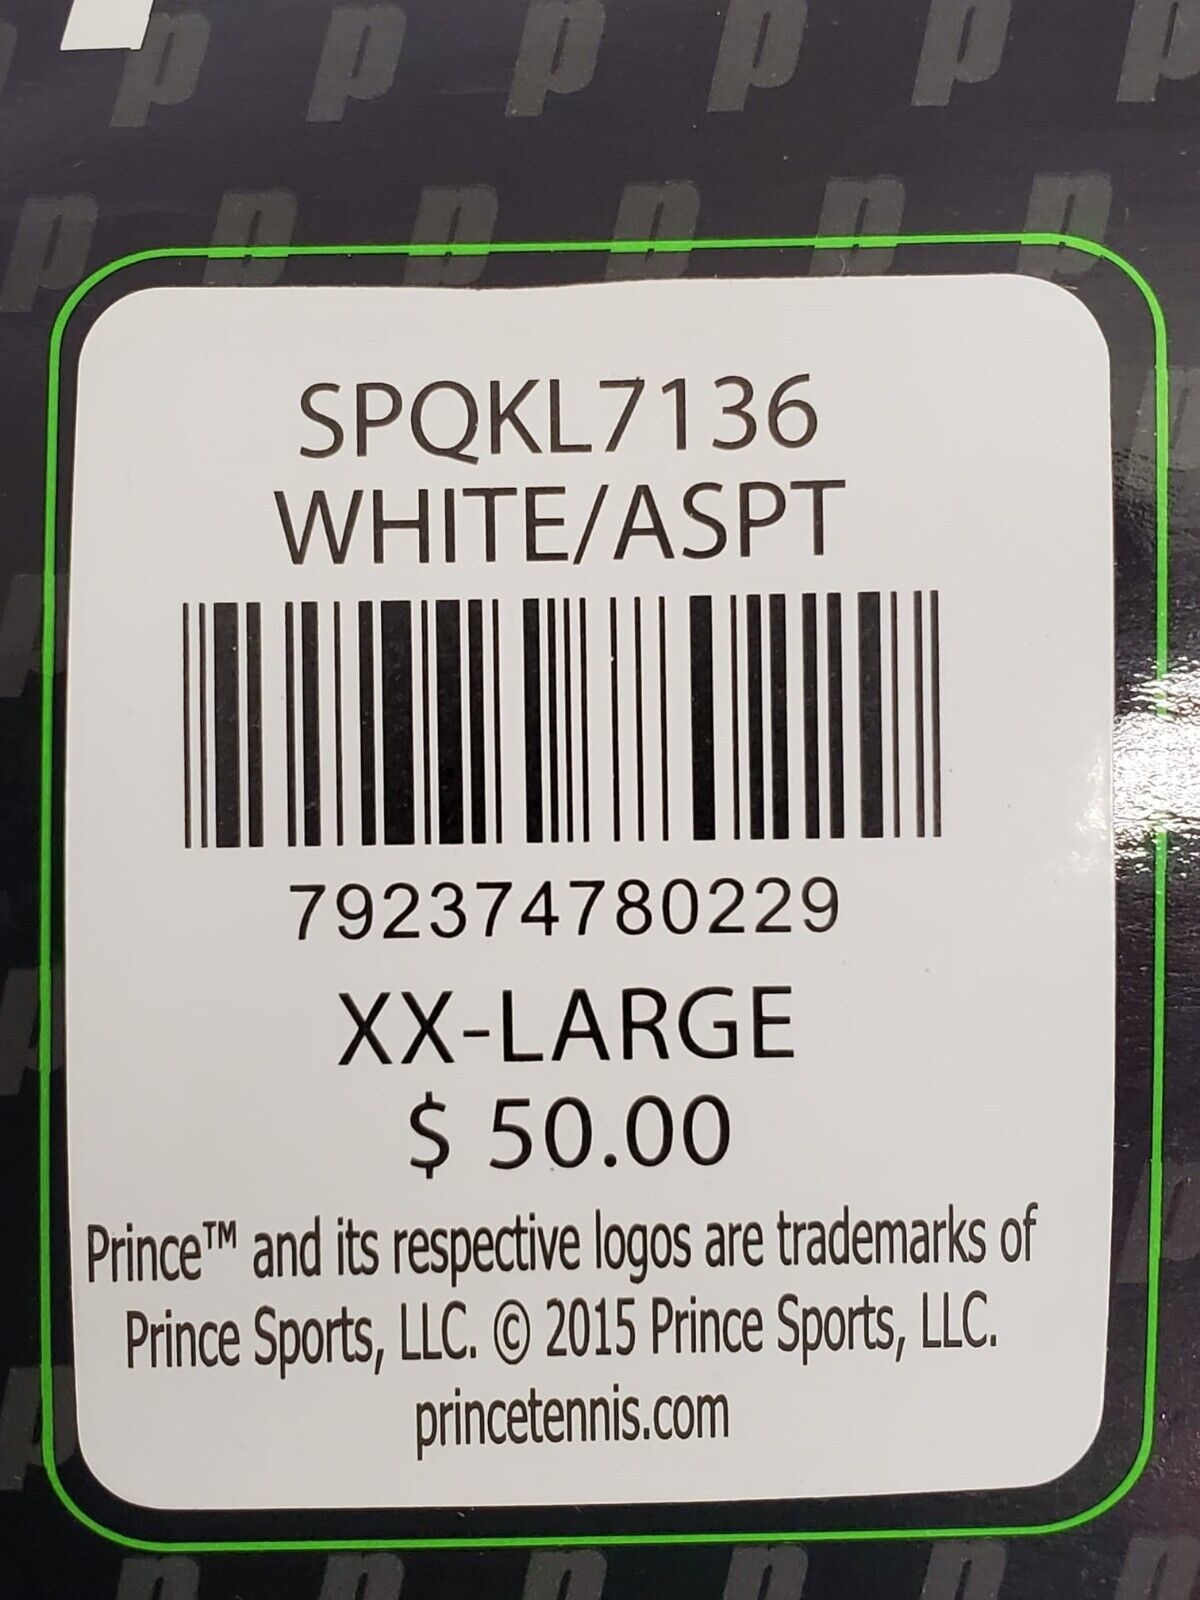 SPQKL7136
WHITE/ASPT
792374780229
XX-LARGE
$ 50.00
Prince™ and its respective logos are trademarks of
Prince Sports, LLC. © 2015 Prince Sports, LLC.
princetennis.com